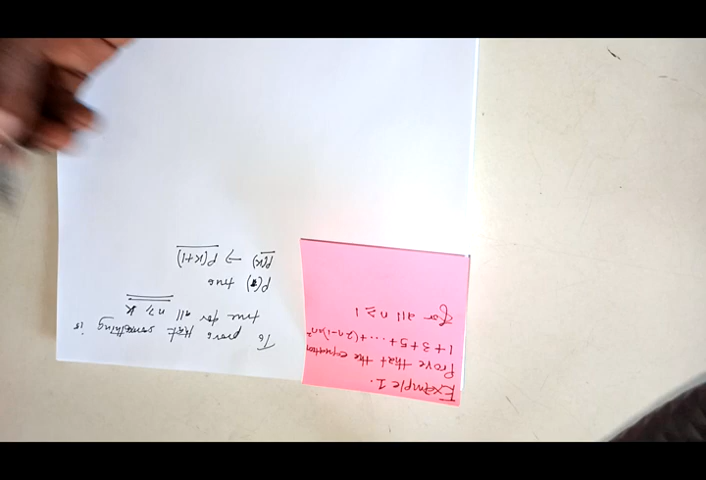 Example 1.
Prove that the equation
1 + 3 + 5 + .... + (2n-1) = n²
for all n ≥ 1
To prove that something is
true for all n ≥ k
true
P(k) → P(k+1)